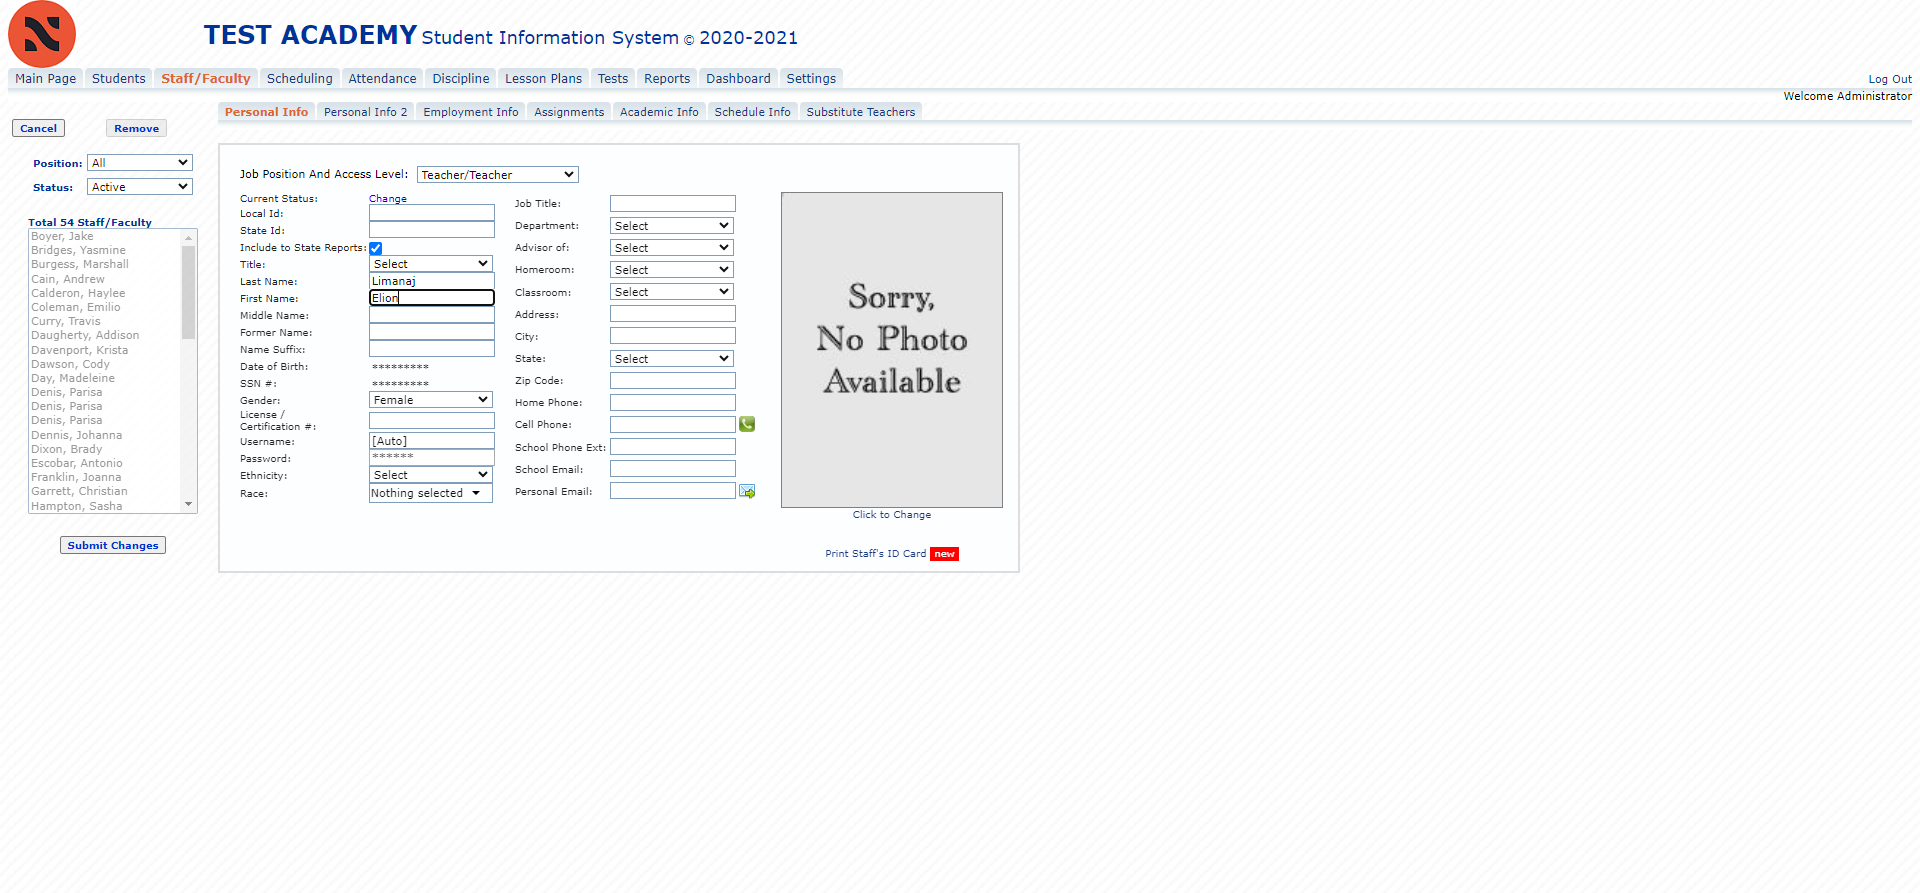 TEST ACADEMY Student Information System © 2020-2021
Main Page Students Staff/Faculty Scheduling Attendance Discipline Lesson Plans Tests Reports Dashboard Settings Log Out
Welcome Administrator
Personal Info Personal Info 2 Employment Info Assignments Academic Info Schedule Info Substitute Teachers
Cancel Remove
Position: All
Status: Active
Total 54 Staff/Faculty
Boyer, Jake
Bridges, Yasmine
Burgess, Marshall
Cain, Andrew
Calderon, Haylee
Coleman, Emilio
Curry, Travis
Daugherty, Addison
Davenport, Krista
Dawson, Cody
Day, Madeleine
Denis, Parisa
Denis, Parisa
Denis, Parisa
Dennis, Johanna
Dixon, Brady
Escobar, Antonio
Franklin, Joanna
Garrett, Christian
Hampton, Sasha
Submit Changes
Job Position And Access Level: Teacher/Teacher
Current Status: Change
Local Id:
State Id:
Include to State Reports:
Title: Select
Last Name: Limanaj
First Name: Elion
Middle Name:
Former Name:
Name Suffix:
Date of Birth: *********
SSN #: *********
Gender: Female
License /
Certification #:
Username: [Auto]
Password: ******
Ethnicity: Select
Race: Nothing selected
Job Title:
Department: Select
Advisor of: Select
Homeroom: Select
Classroom: Select
Address:
City:
State: Select
Zip Code:
Home Phone:
Cell Phone:
School Phone Ext:
School Email:
Personal Email:
Sorry,
No Photo
Available
Click to Change
Print Staff's ID Card new